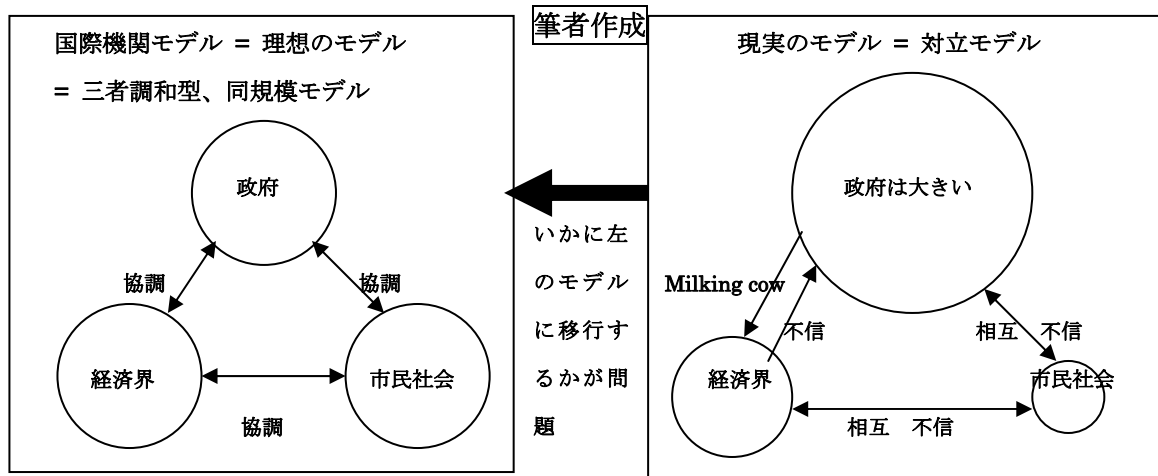 国際機関モデル = 理想のモデル
= 三者調和型、同規模モデル
政府
協調
協調
経済界
市民社会
協調
筆者作成
いかに左
のモデル
に移行す
るかが問
題
現実のモデル = 対立モデル
政府は大きい
Milking cow
不信
相互 不信
経済界
市民社会
相互 不信